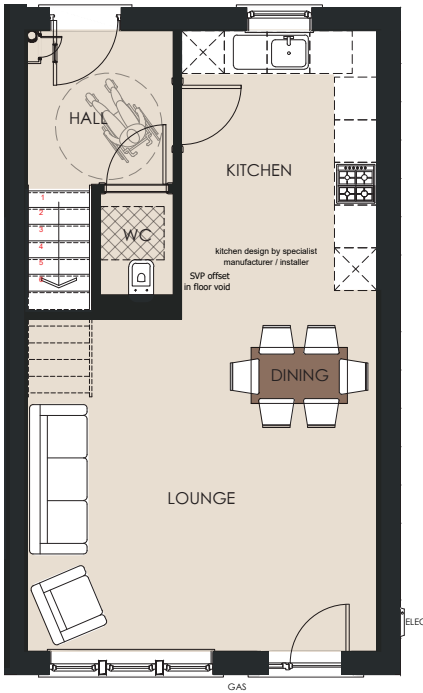 HALL
KITCHEN
1
2
3
4
5
6
WC
kitchen design by specialist
manufacturer / installer
SVP offset
in floor void
DINING
LOUNGE
ELEC
GAS